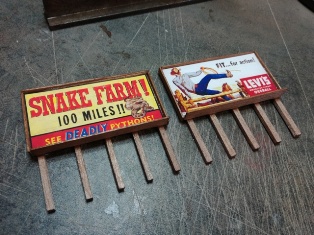 SNAKE FARM!
100 MILES!!
SEE DEADLY PYTHONS!
FIT...for action!
LEVI'S